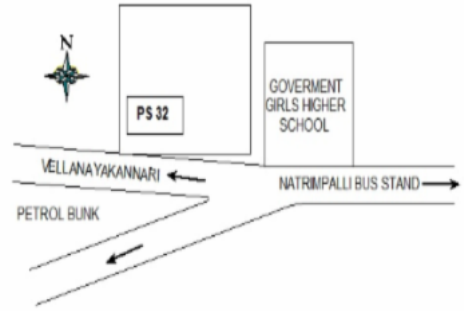 N
PS 32
GOVERMENT
GIRLS HIGHER
SCHOOL
VELLANAYAKANNARI
NATRIMPALLI BUS STAND
PETROL BUNK